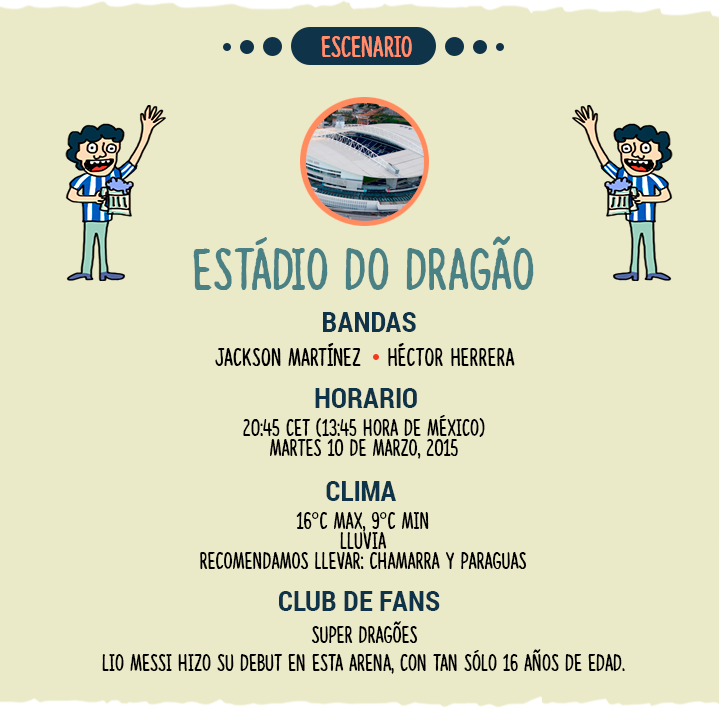 ESCENARIO
ESTÁDIO DO DRAGÃO
BANDAS
JACKSON MARTÍNEZ • HÉCTOR HERRERA
HORARIO
20:45 CET (13:45 HORA DE MÉXICO)
MARTES 10 DE MARZO, 2015
CLIMA
16°C MAX, 9°C MIN
LLUVIA
RECOMENDAMOS LLEVAR: CHAMARRA Y PARAGUAS
CLUB DE FANS
SUPER DRAGÕES
LIO MESSI HIZO SU DEBUT EN ESTA ARENA, CON TAN SÓLO 16 AÑOS DE EDAD.